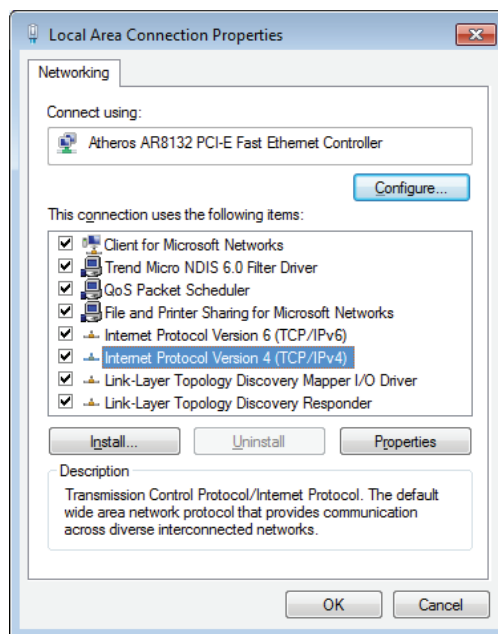 Local Area Connection Properties
Networking
Connect using:
Atheros AR8132 PCI-E Fast Ethernet Controller
Configure...
This connection uses the following items:
Client for Microsoft Networks
Trend Micro NDIS 6.0 Filter Driver
QoS Packet Scheduler
File and Printer Sharing for Microsoft Networks
Internet Protocol Version 6 (TCP/IPv6)
Internet Protocol Version 4 (TCP/IPv4)
Link-Layer Topology Discovery Mapper I/O Driver
Link-Layer Topology Discovery Responder
Install... Uninstall Properties
Description
Transmission Control Protocol/Internet Protocol. The default
wide area network protocol that provides communication
across diverse interconnected networks.
OK Cancel